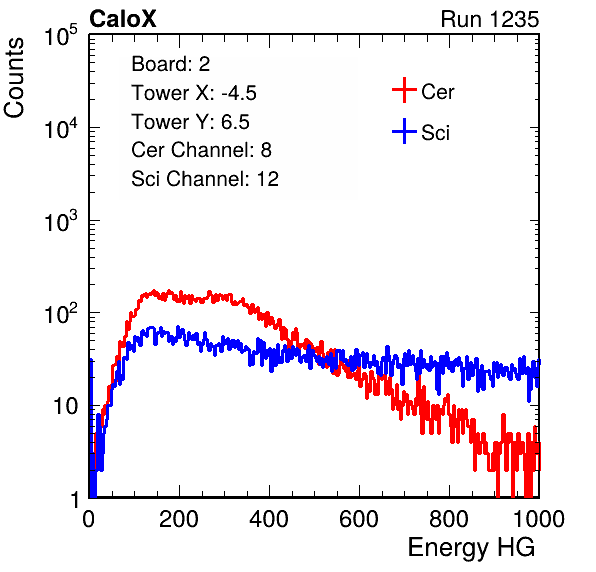 CaloX Run 1235
Counts
Board: 2
Tower X: -4.5
Tower Y: 6.5
Cer Channel: 8
Sci Channel: 12
Cer
Sci
10^5
10^4
10^3
10^2
10
1
0 200 400 600 800 1000
Energy HG